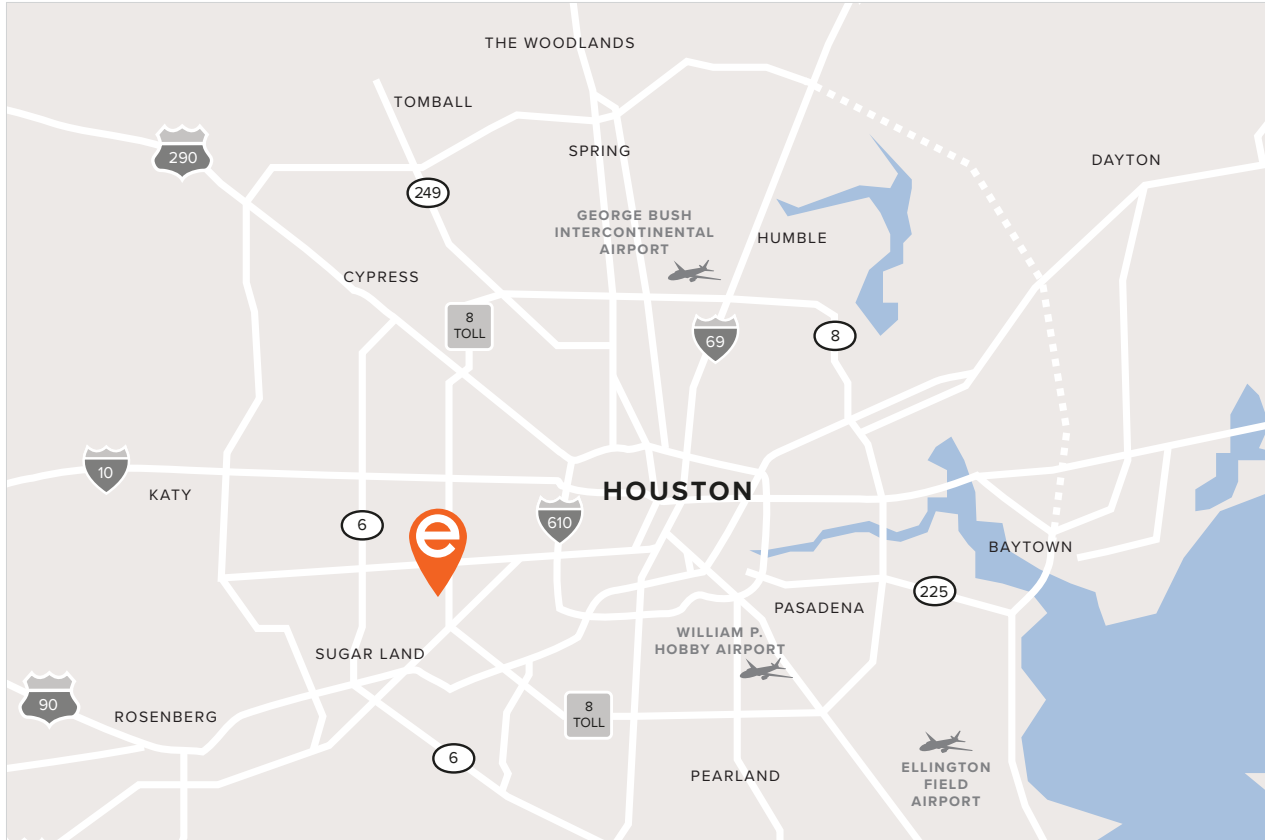 THE WOODLANDS
TOMBALL
290
SPRING
DAYTON
249
GEORGE BUSH
INTERCONTINENTAL
AIRPORT
HUMBLE
CYPRESS
8
TOLL
69
8
10
KATY
HOUSTON
6
610
e
BAYTOWN
225
PASADENA
WILLIAM P.
HOBBY AIRPORT
SUGAR LAND
90
ROSENBERG
8
TOLL
6
PEARLAND
ELLINGTON
FIELD
AIRPORT